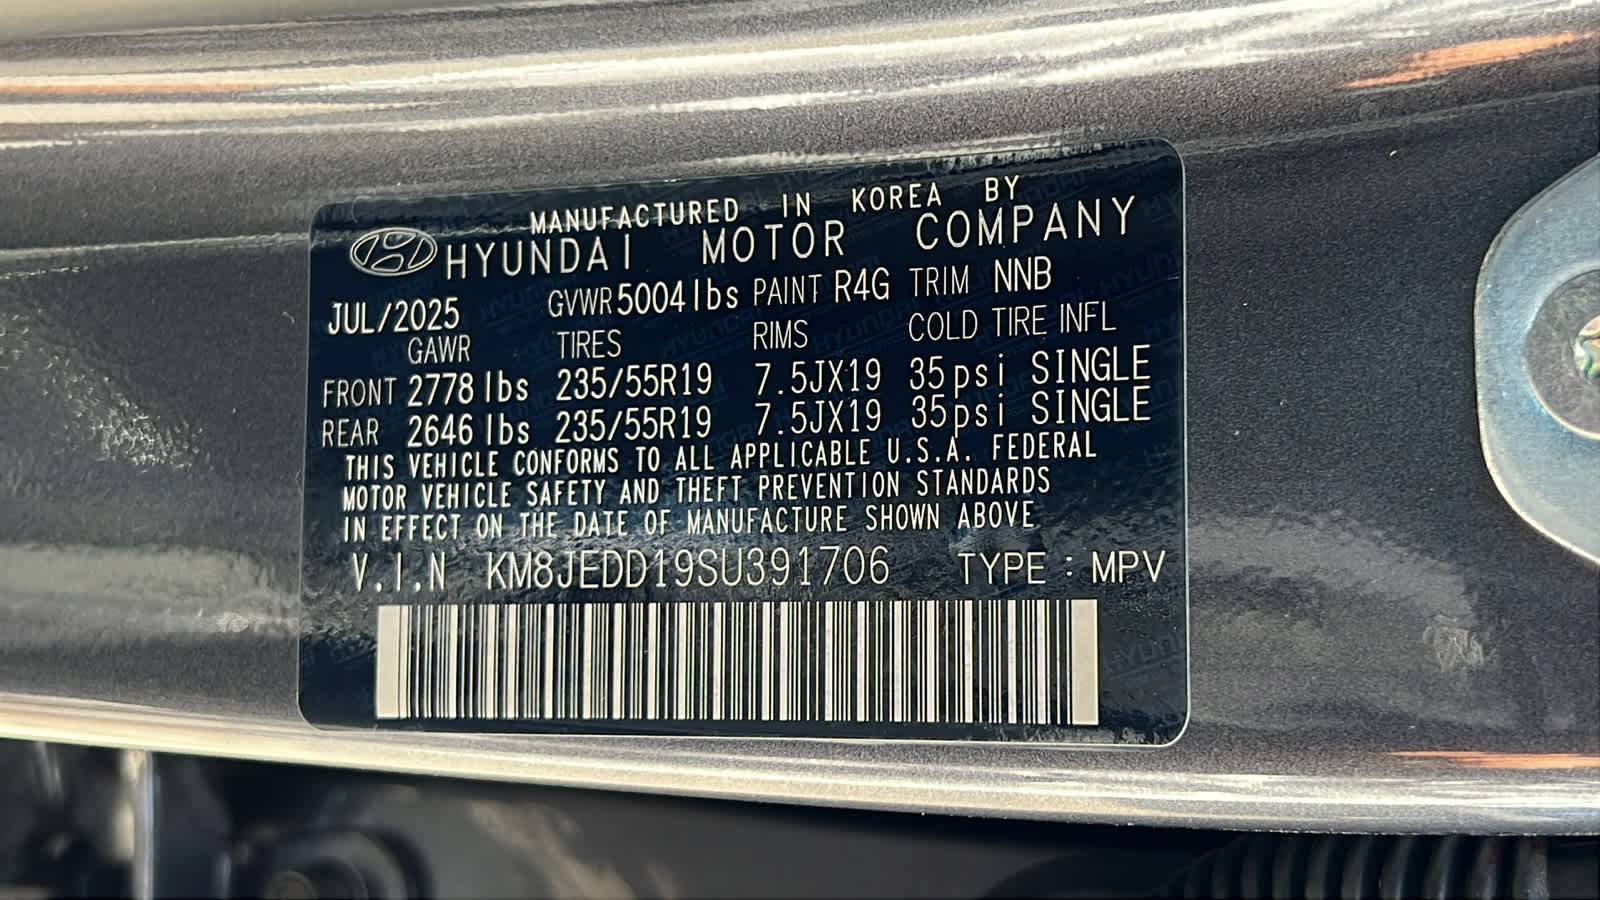 MANUFACTURED IN KOREA BY
HYUNDAI MOTOR COMPANY
JUL/2025 GVWR 5004lbs PAINT R4G TRIM NNB
GAWR TIRES RIMS COLD TIRE INFL
FRONT 2778 lbs 235/55R19 7.5JX19 35psi SINGLE
REAR 2646 lbs 235/55R19 7.5JX19 35psi SINGLE
THIS VEHICLE CONFORMS TO ALL APPLICABLE U.S.A. FEDERAL
MOTOR VEHICLE SAFETY AND THEFT PREVENTION STANDARDS
IN EFFECT ON THE DATE OF MANUFACTURE SHOWN ABOVE
V.I.N KM8JEDD19SU391706 TYPE : MPV